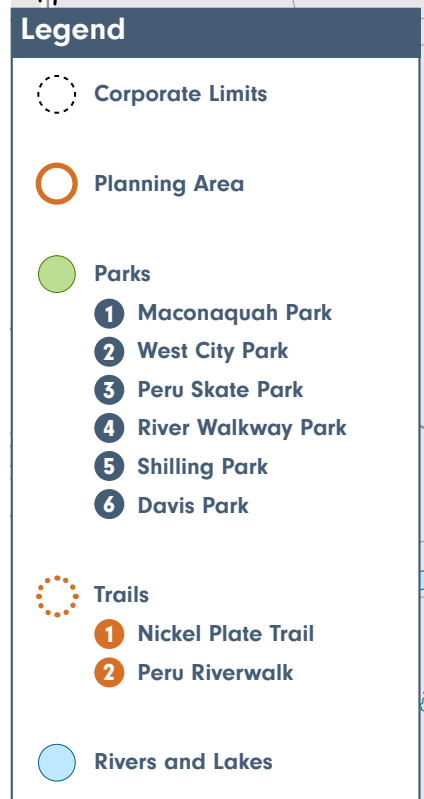 Legend
Corporate Limits
Planning Area
Parks
1 Maconaquah Park
2 West City Park
3 Peru Skate Park
4 River Walkway Park
5 Shilling Park
6 Davis Park
Trails
1 Nickel Plate Trail
2 Peru Riverwalk
Rivers and Lakes